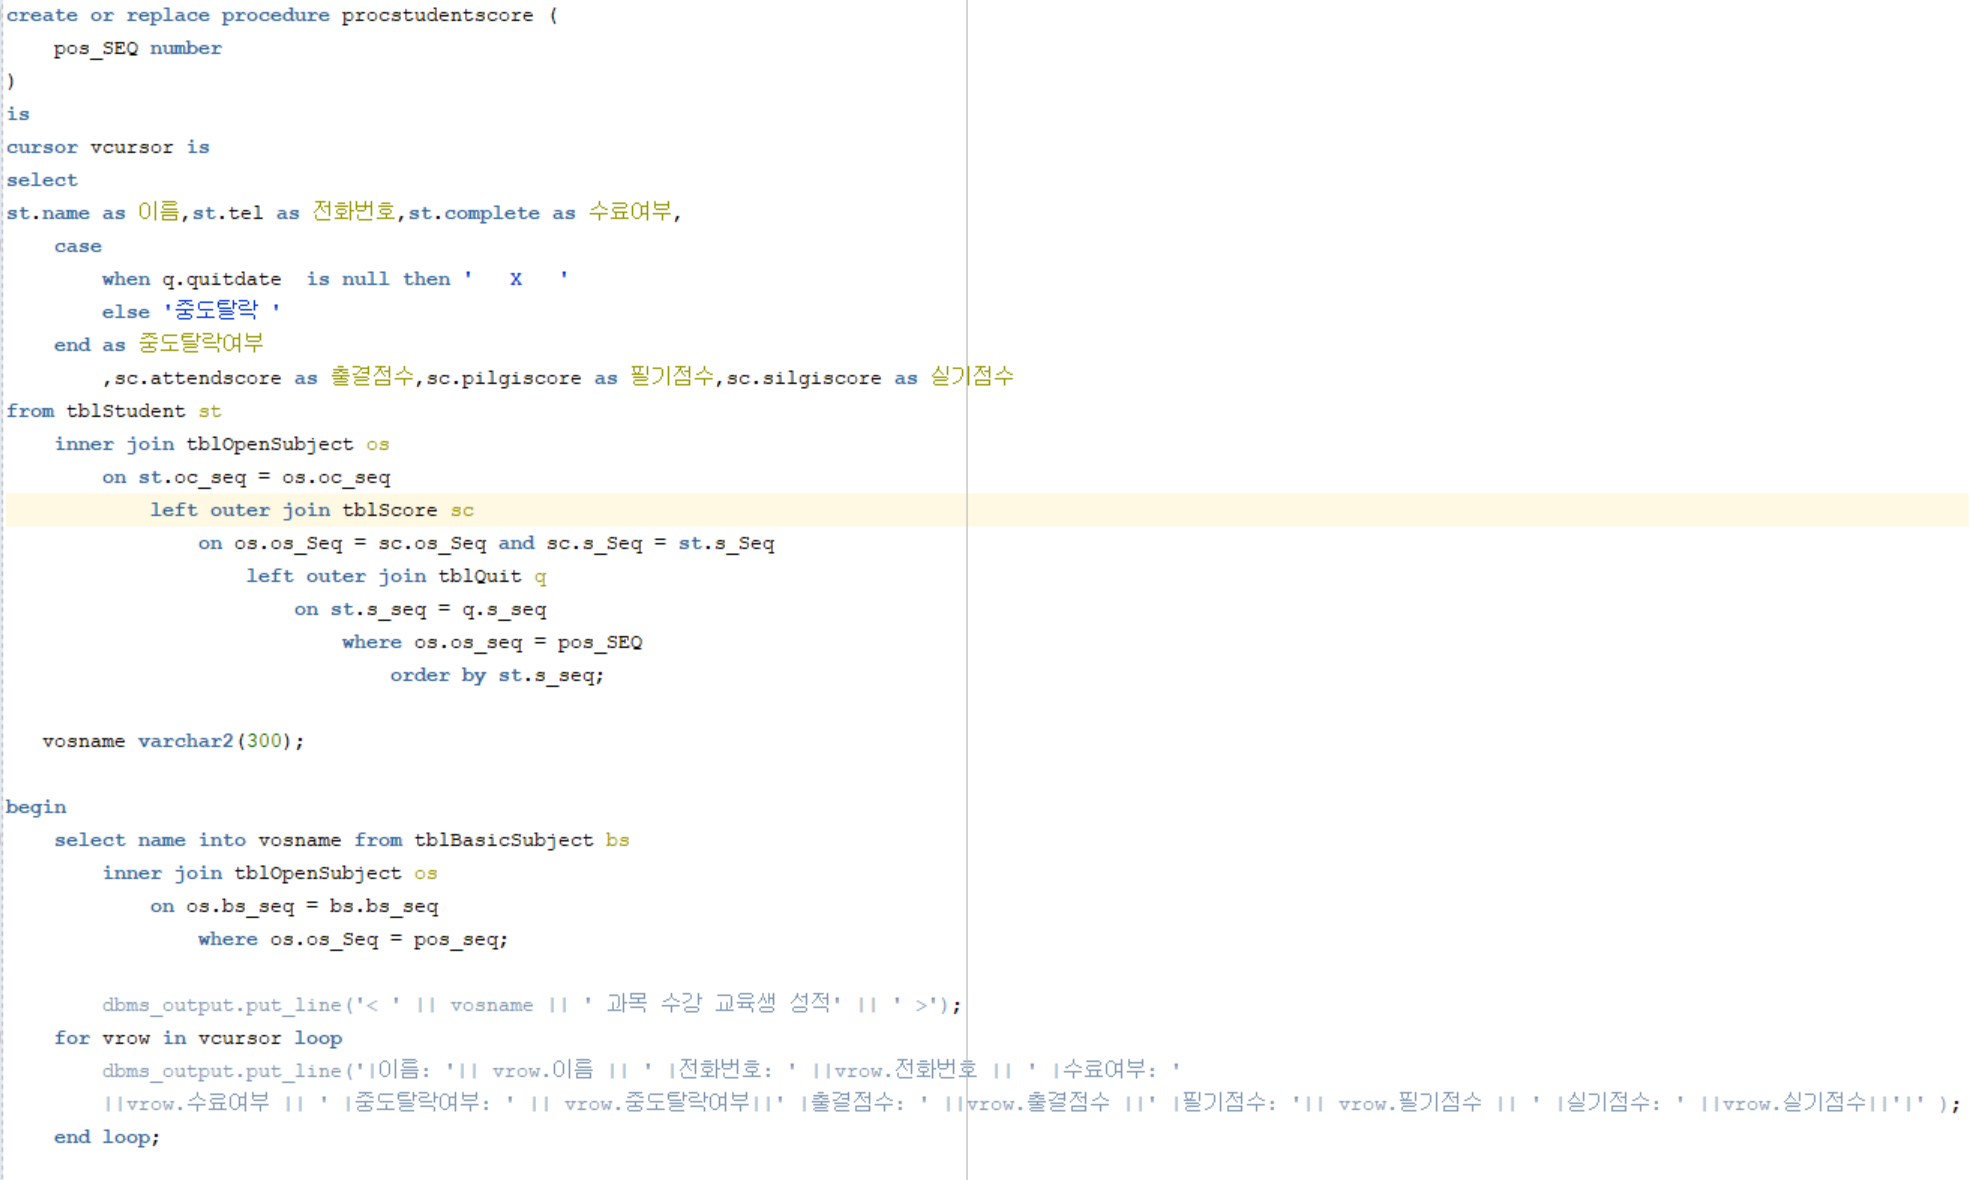 create or replace procedure procstudentscore (
    pos_SEQ number
)
is
cursor vcursor is
select
st.name as 이름,st.tel as 전화번호,st.complete as 수료여부,
    case
        when q.quitdate  is null then '   X   '
        else '중도탈락 '
    end as 중도탈락여부
        ,sc.attendscore as 출결점수,sc.pilgiscore as 필기점수,sc.silgiscore as 실기점수
from tblStudent st
    inner join tblOpenSubject os
        on st.oc_seq = os.oc_seq
            left outer join tblScore sc
                on os.os_Seq = sc.os_Seq and sc.s_Seq = st.s_Seq
                    left outer join tblQuit q
                        on st.s_seq = q.s_seq
                            where os.os_seq = pos_SEQ
                                order by st.s_seq;
   vosname varchar2(300);
begin
    select name into vosname from tblBasicSubject bs
        inner join tblOpenSubject os
            on os.bs_seq = bs.bs_seq
                where os.os_Seq = pos_seq;
        dbms_output.put_line('< ' || vosname || ' 과목 수강 교육생 성적' || ' >');
    for vrow in vcursor loop
        dbms_output.put_line('|이름: '|| vrow.이름 || ' |전화번호: ' ||vrow.전화번호 || ' |수료여부: '
        ||vrow.수료여부 || ' |중도탈락여부: ' || vrow.중도탈락여부||' |출결점수: ' ||vrow.출결점수 ||' |필기점수: '|| vrow.필기점수 || ' |실기점수: ' ||vrow.실기점수||'|' );
    end loop;